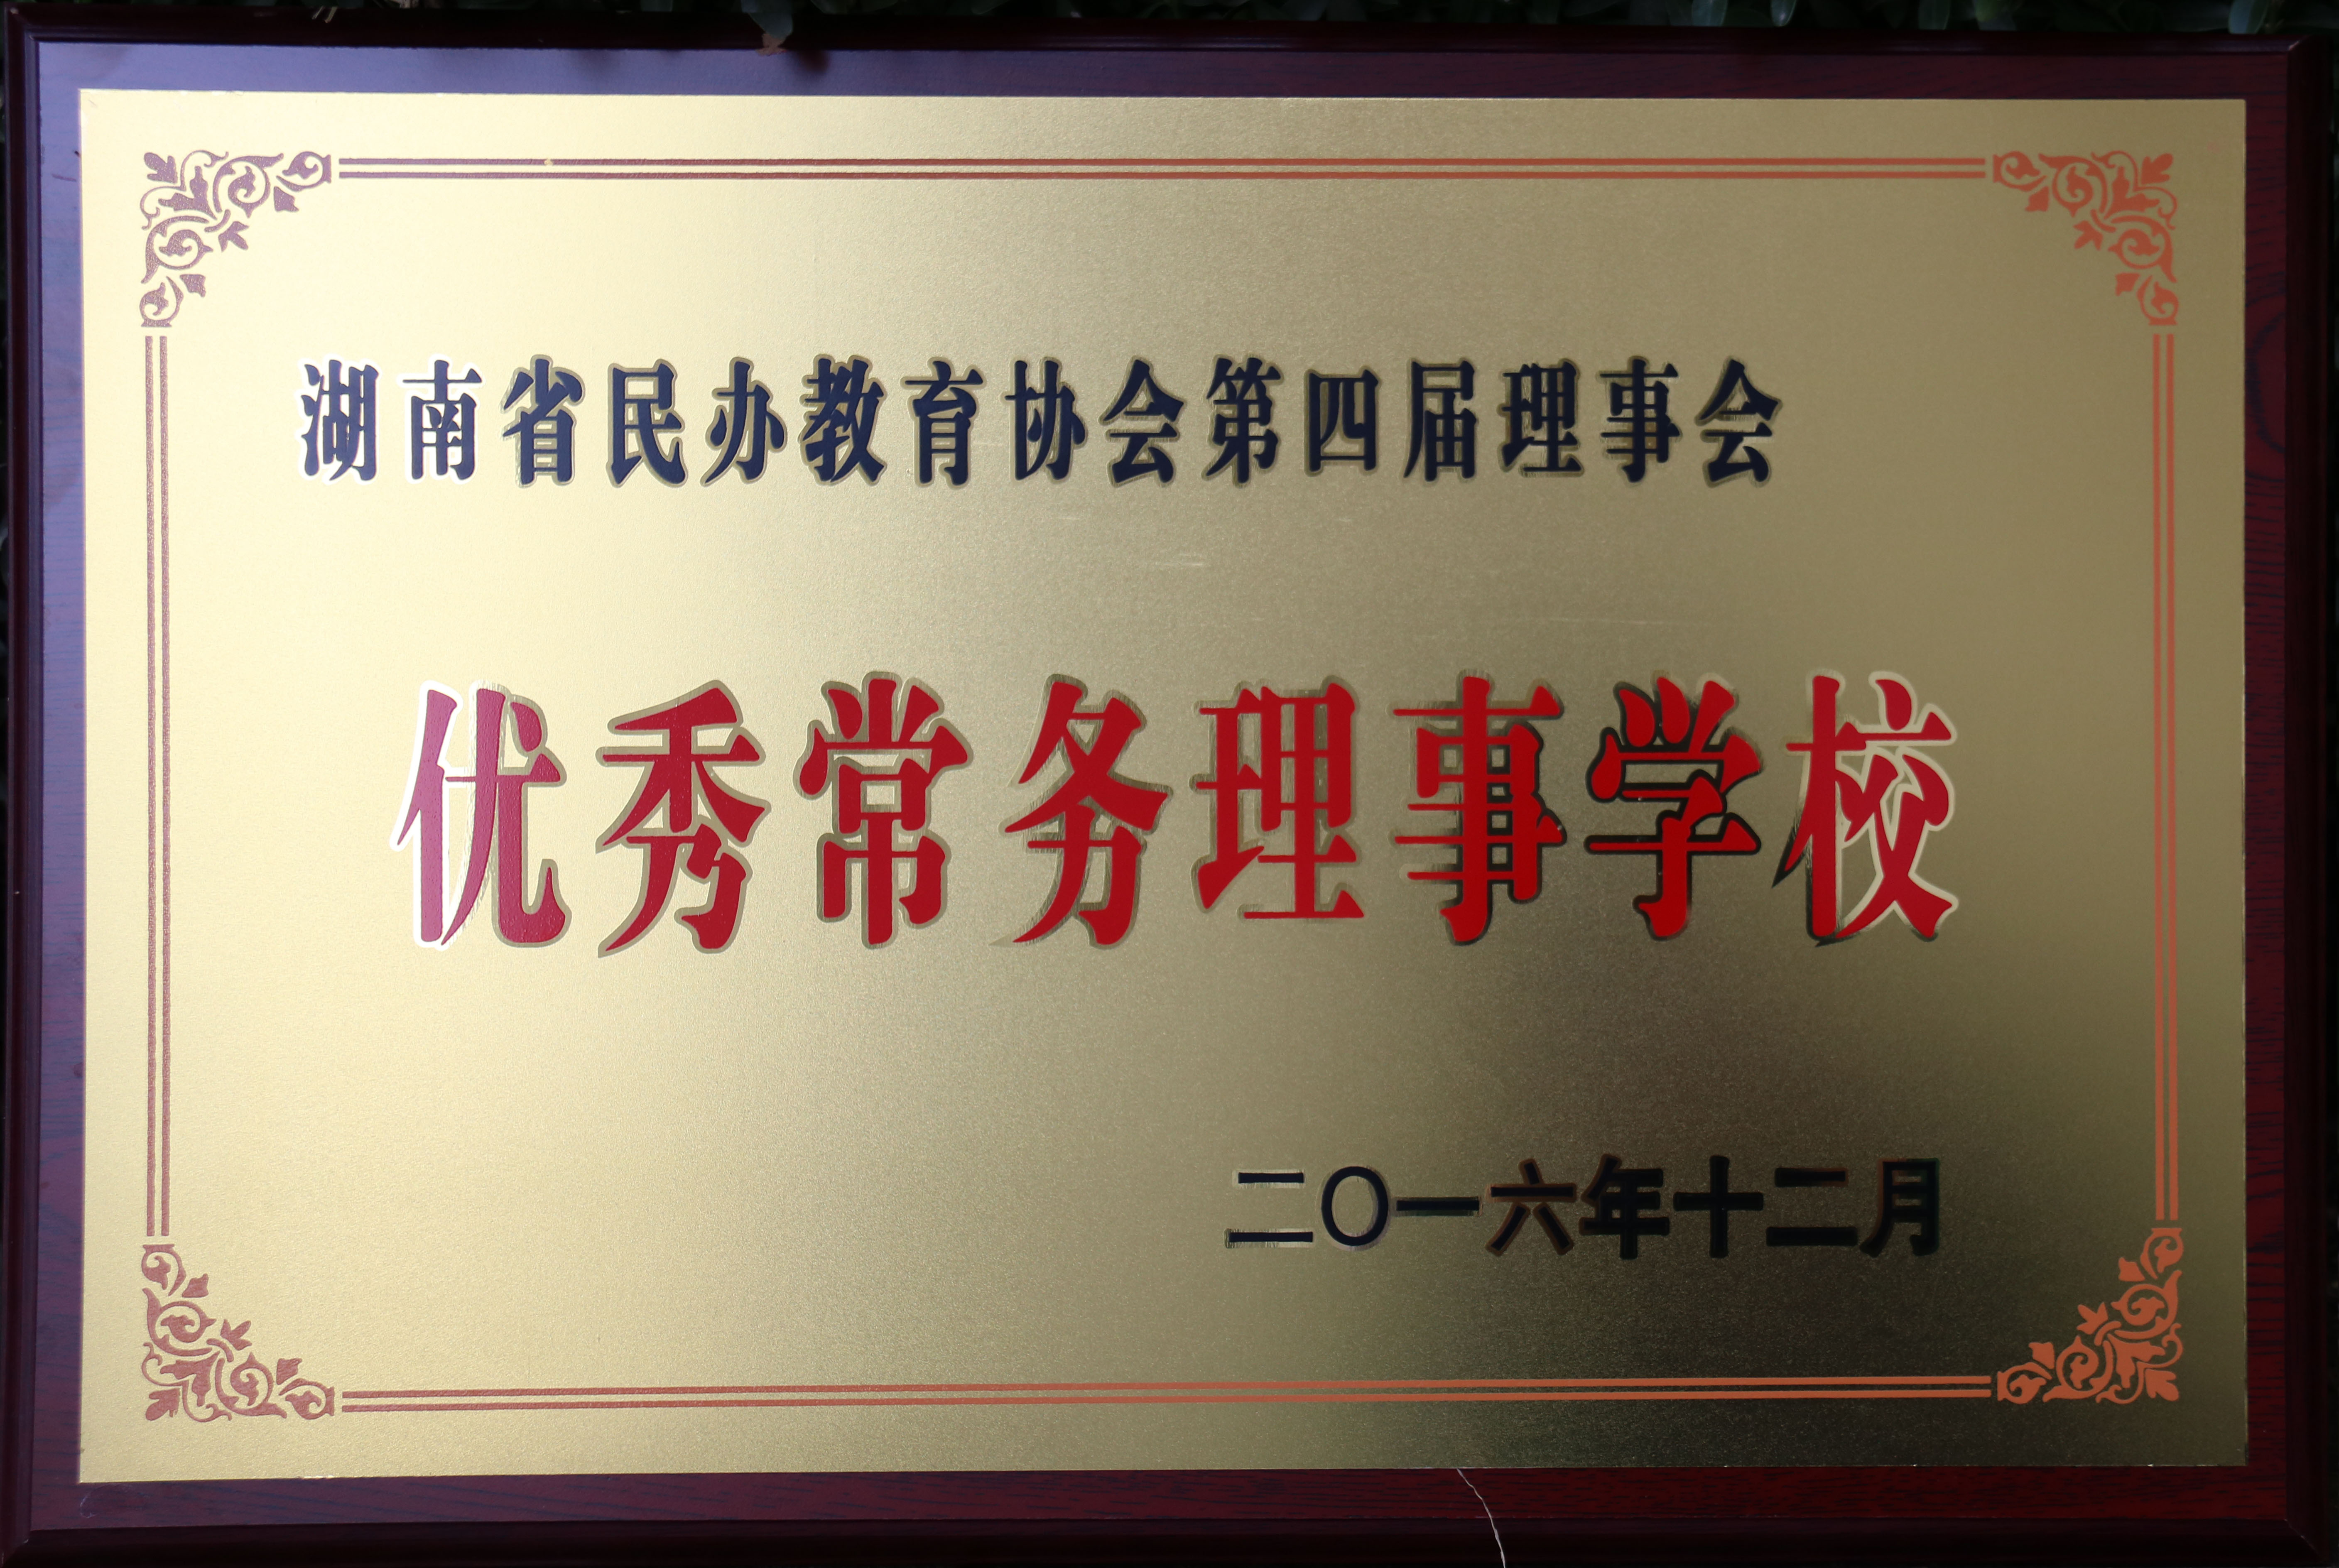 湖南省民办教育协会第四届理事会
优秀常务理事学校
二〇一六年十二月